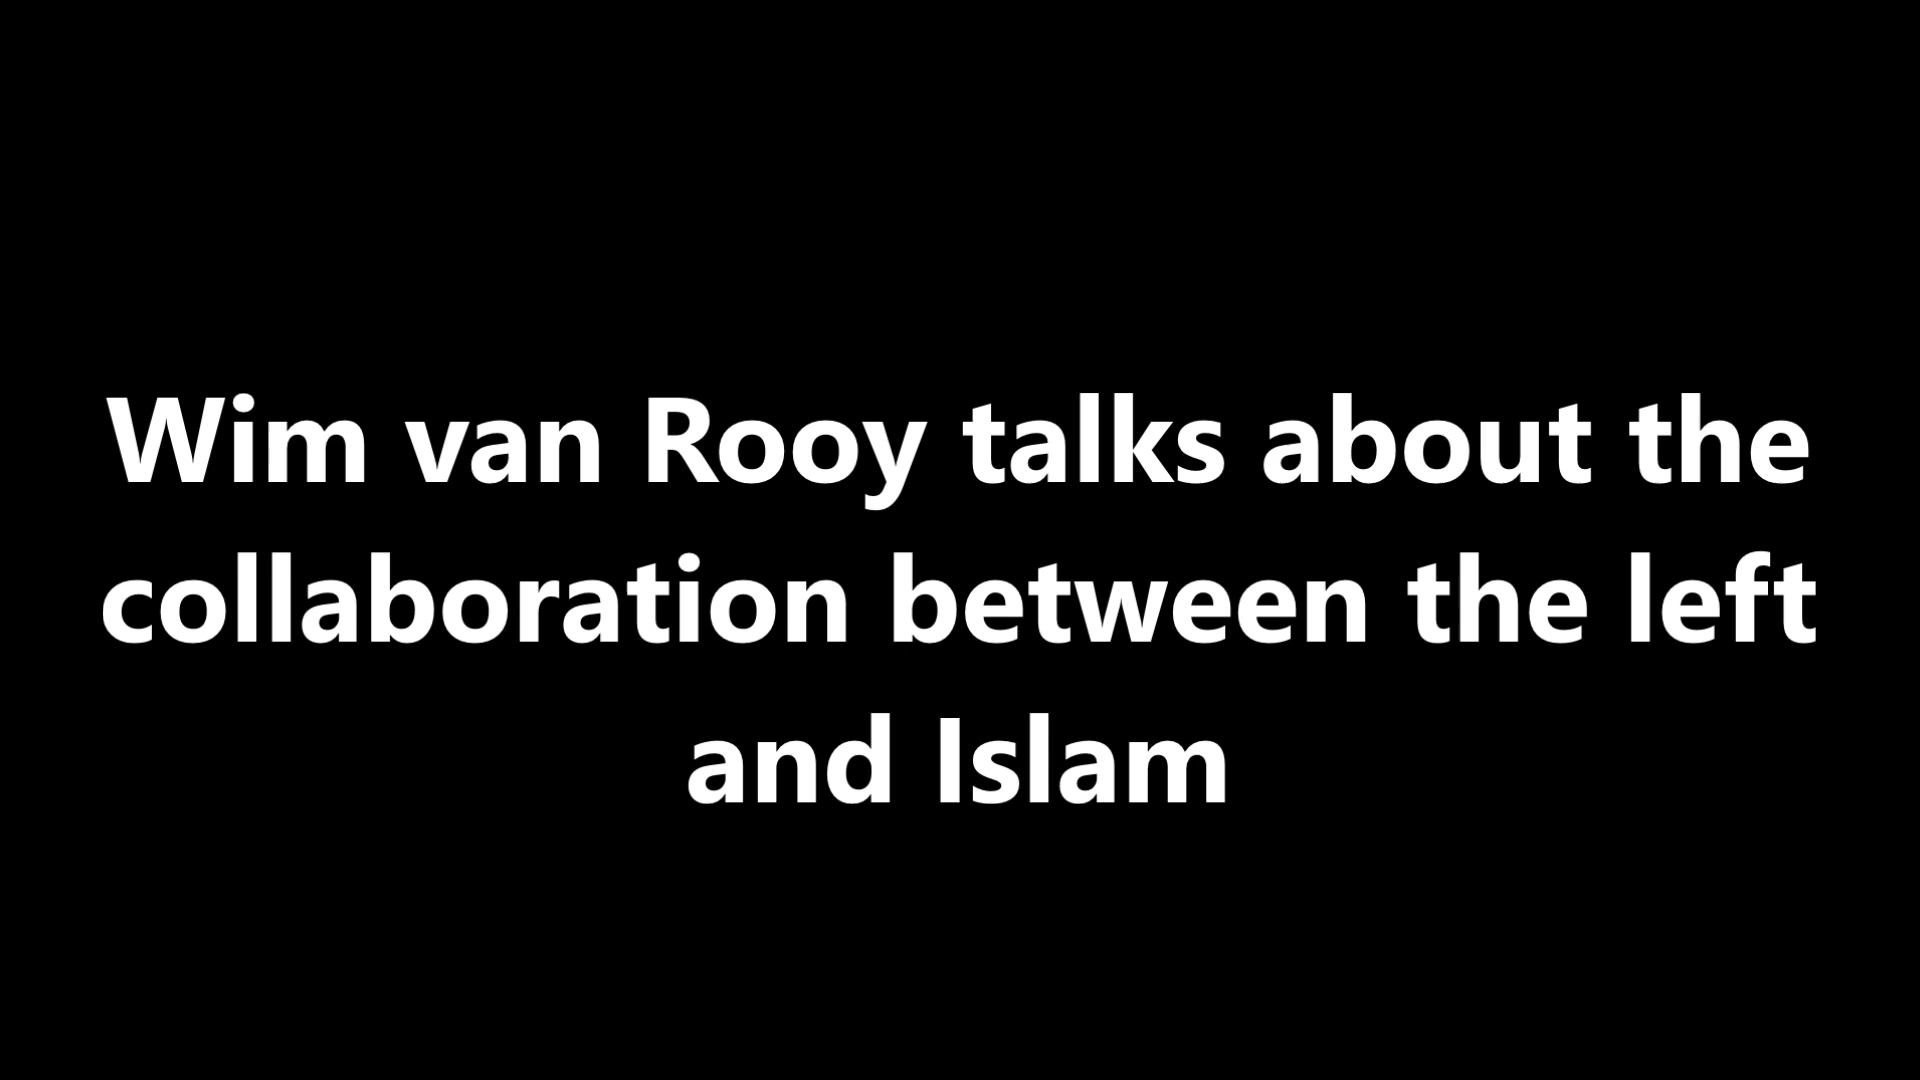 Wim van Rooy talks about the
collaboration between the left
and Islam